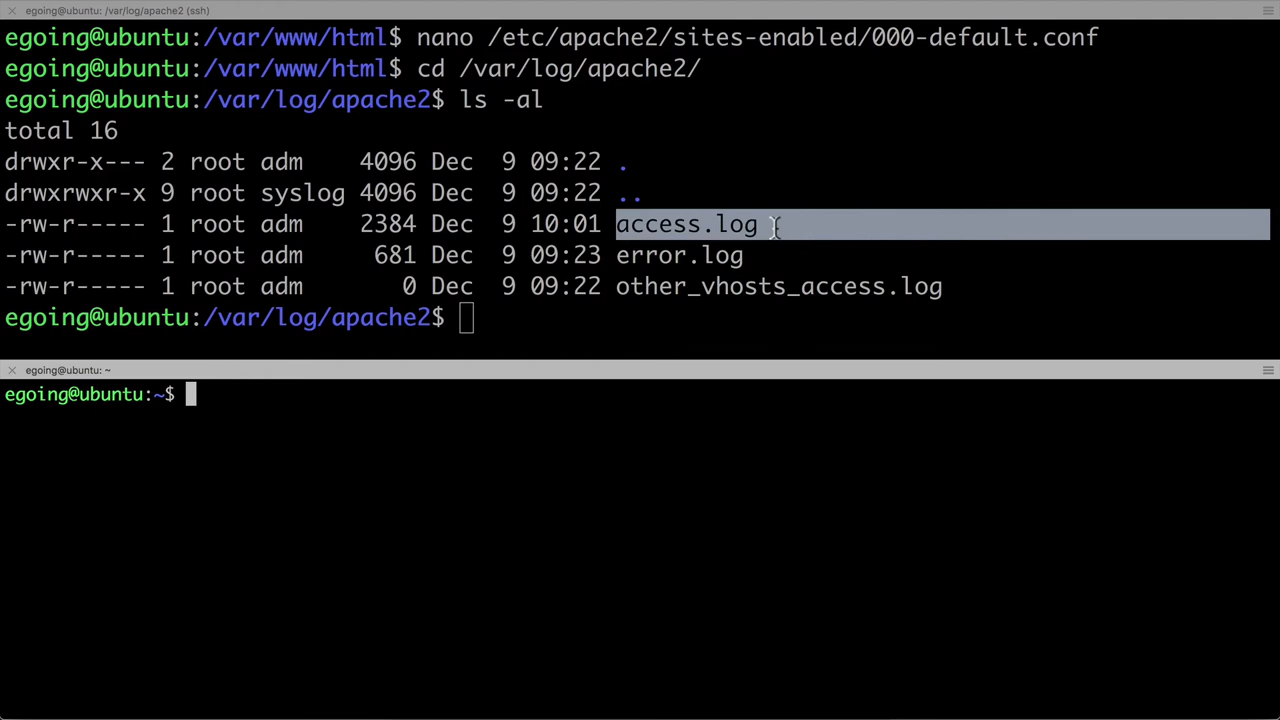 egoing@ubuntu: /var/log/apache2 (ssh)
egoing@ubuntu:/var/www/html$ nano /etc/apache2/sites-enabled/000-default.conf
egoing@ubuntu:/var/www/html$ cd /var/log/apache2/
egoing@ubuntu:/var/log/apache2$ ls -al
total 16
drwxr-x--- 2 root adm    4096 Dec  9 09:22 .
drwxrwxr-x 9 root syslog 4096 Dec  9 09:22 ..
-rw-r----- 1 root adm    2384 Dec  9 10:01 access.log
-rw-r----- 1 root adm     681 Dec  9 09:23 error.log
-rw-r----- 1 root adm       0 Dec  9 09:22 other_vhosts_access.log
egoing@ubuntu:/var/log/apache2$
egoing@ubuntu: ~
egoing@ubuntu:~$